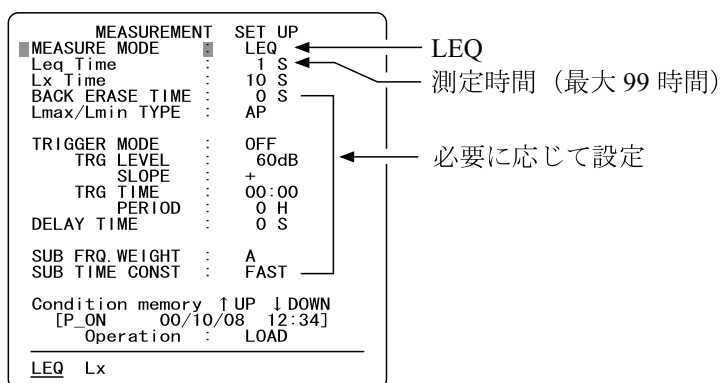 MEASUREMENT SET UP
MEASURE MODE : LEQ
Leq Time : 1 S
Lx Time : 10 S
BACK ERASE TIME : 0 S
Lmax/Lmin TYPE : AP
TRIGGER MODE : OFF
TRG LEVEL : 60dB
SLOPE : +
TRG TIME : 00:00
PERIOD : 0 H
DELAY TIME : 0 S
SUB FRQ.WEIGHT : A
SUB TIME CONST : FAST
Condition memory ↑UP ↓DOWN
[P_ON 00/10/08 12:34]
Operation : LOAD
LEQ Lx
LEQ
測定時間(最大 99 時間)
必要に応じて設定